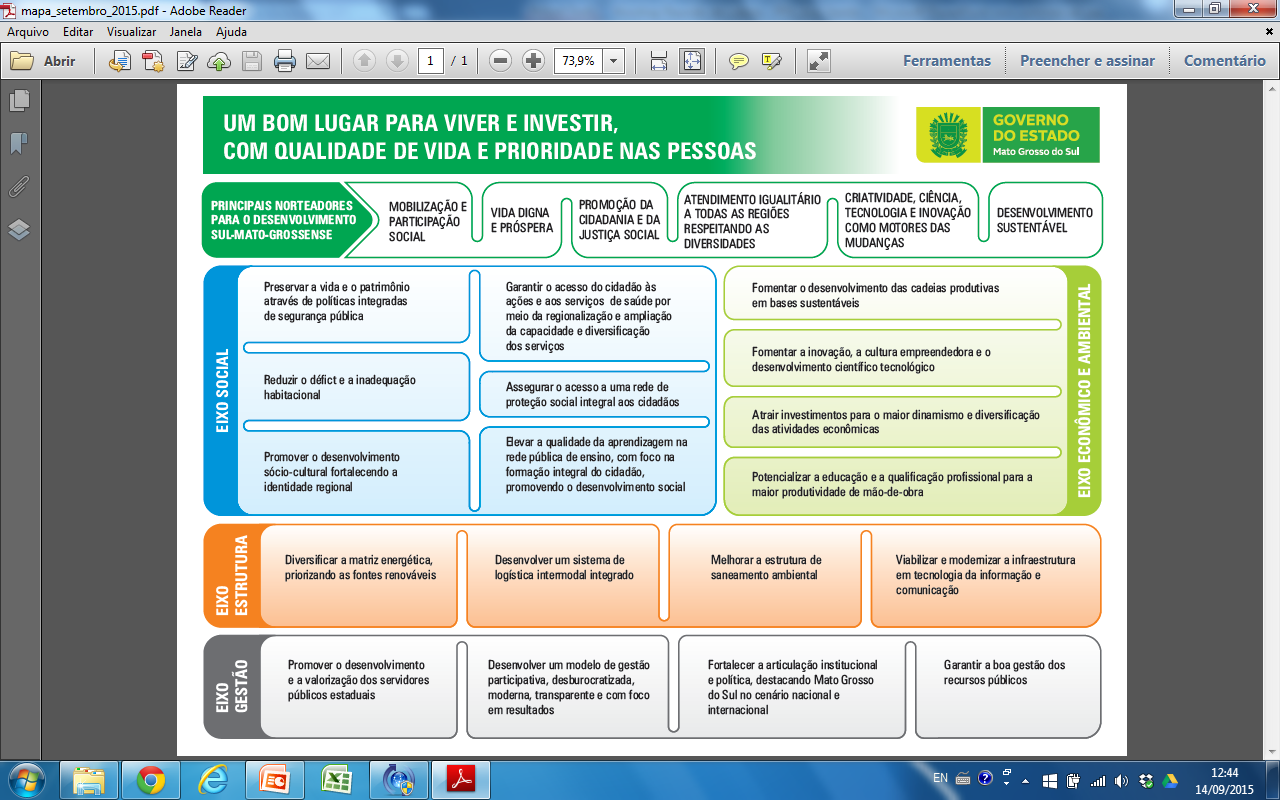 mapa_setembro_2015.pdf - Adobe Reader
Arquivo Editar Visualizar Janela Ajuda
Abrir
1 / 1
73,9%
Ferramentas
Preencher e assinar
Comentário
UM BOM LUGAR PARA VIVER E INVESTIR,
COM QUALIDADE DE VIDA E PRIORIDADE NAS PESSOAS
GOVERNO
DO ESTADO
Mato Grosso do Sul
PRINCIPAIS NORTEADORES
PARA O DESENVOLVIMENTO
SUL-MATO-GROSSENSE
MOBILIZAÇÃO E
PARTICIPAÇÃO
SOCIAL
VIDA DIGNA
E PRÓSPERA
PROMOÇÃO DA
CIDADANIA E DA
JUSTIÇA SOCIAL
ATENDIMENTO IGUALITÁRIO
A TODAS AS REGIÕES
RESPEITANDO AS
DIVERSIDADES
CRIATIVIDADE, CIÊNCIA,
TECNOLOGIA E INOVAÇÃO
COMO MOTORES DAS
MUDANÇAS
DESENVOLVIMENTO
SUSTENTÁVEL
EIXO SOCIAL
Preservar a vida e o patrimônio
através de políticas integradas
de segurança pública
Reduzir o défict e a inadequação
habitacional
Promover o desenvolvimento
sócio-cultural fortalecendo a
identidade regional
Garantir o acesso do cidadão às
ações e aos serviços de saúde por
meio da regionalização e ampliação
da capacidade e diversificação
dos serviços
Assegurar o acesso a uma rede de
proteção social integral aos cidadãos
Elevar a qualidade da aprendizagem na
rede pública de ensino, com foco na
formação integral do cidadão,
promovendo o desenvolvimento social
Fomentar o desenvolvimento das cadeias produtivas
em bases sustentáveis
Fomentar a inovação, a cultura empreendedora e o
desenvolvimento científico tecnológico
Atrair investimentos para o maior dinamismo e diversificação
das atividades econômicas
Potencializar a educação e a qualificação profissional para a
maior produtividade de mão-de-obra
EIXO ECONÔMICO E AMBIENTAL
EIXO
ESTRUTURA
Diversificar a matriz energética,
priorizando as fontes renováveis
Desenvolver um sistema de
logística intermodal integrado
Melhorar a estrutura de
saneamento ambiental
Viabilizar e modernizar a infraestrutura
em tecnologia da informação e
comunicação
EIXO
GESTÃO
Promover o desenvolvimento
e a valorização dos servidores
públicos estaduais
Desenvolver um modelo de gestão
participativa, desburocratizada,
moderna, transparente e com foco
em resultados
Fortalecer a articulação institucional
e política, destacando Mato Grosso
do Sul no cenário nacional e
internacional
Garantir a boa gestão dos
recursos públicos
EN
12:44
14/09/2015